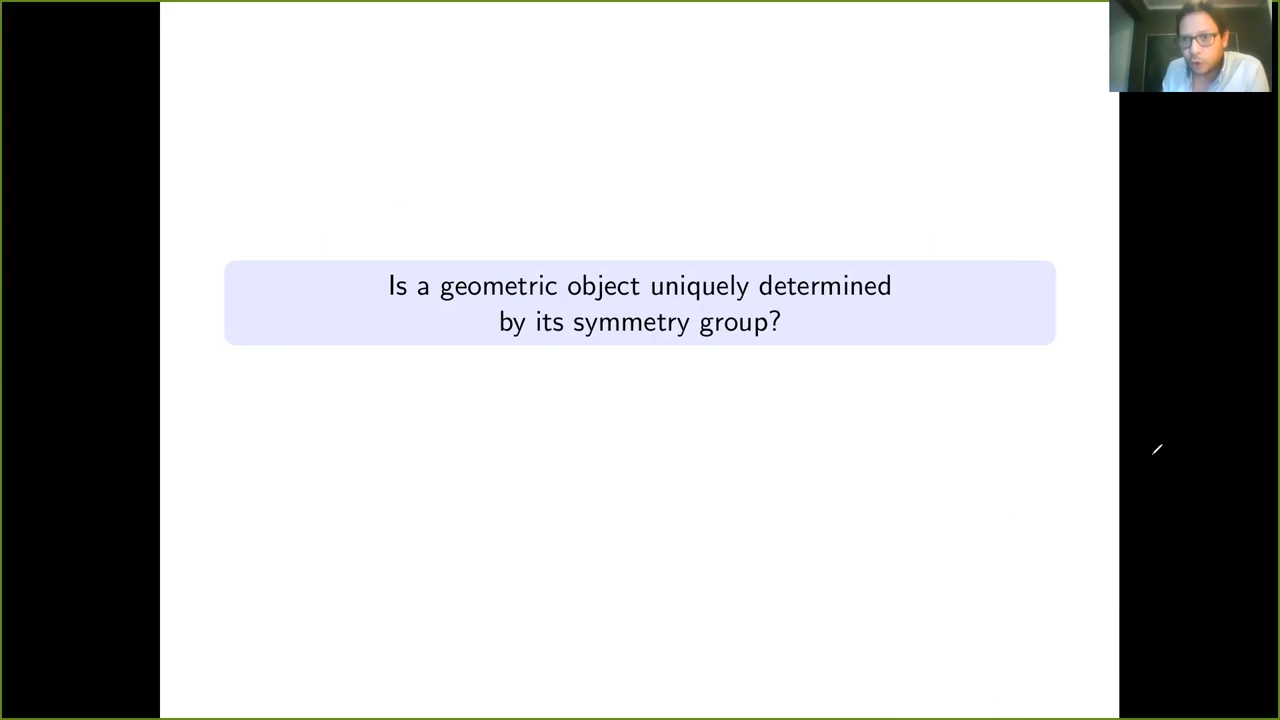 Is a geometric object uniquely determined
by its symmetry group?